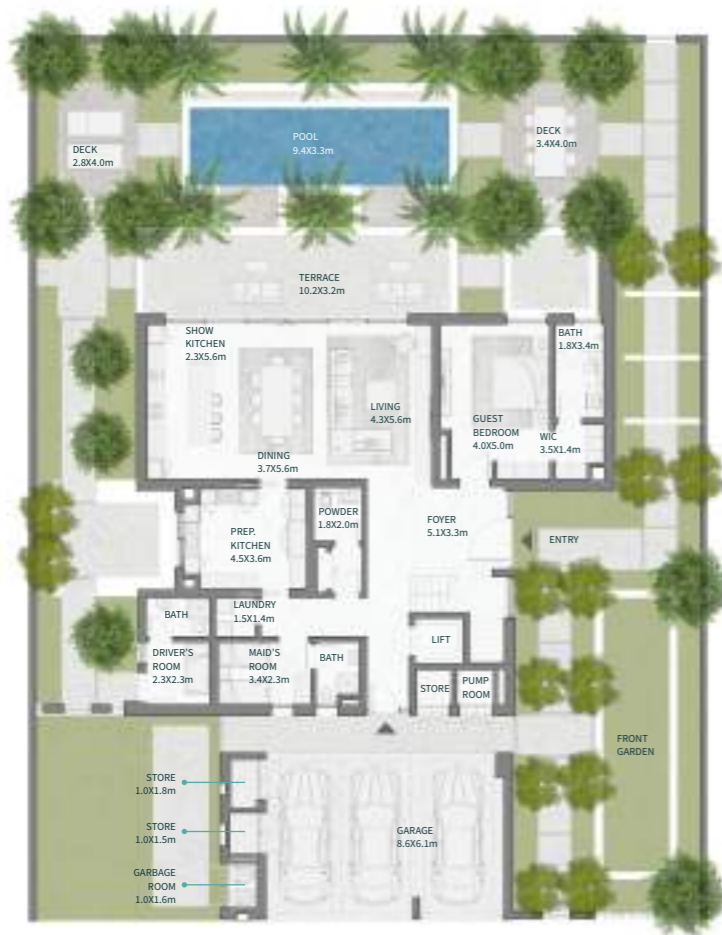 POOL
9.4X3.3m
DECK
2.8X4.0m
DECK
3.4X4.0m
TERRACE
10.2X3.2m
SHOW
KITCHEN
2.3X5.6m
BATH
1.8X3.4m
LIVING
4.3X5.6m
GUEST
BEDROOM
4.0X5.0m
WIC
3.5X1.4m
DINING
3.7X5.6m
POWDER
1.8X2.0m
FOYER
5.1X3.3m
PREP.
KITCHEN
4.5X3.6m
ENTRY
BATH
LAUNDRY
1.5X1.4m
LIFT
DRIVER'S
ROOM
2.3X2.3m
MAID'S
ROOM
3.4X2.3m
BATH
STORE
PUMP
ROOM
FRONT
GARDEN
STORE
1.0X1.8m
STORE
1.0X1.5m
GARAGE
8.6X6.1m
GARBAGE
ROOM
1.0X1.6m